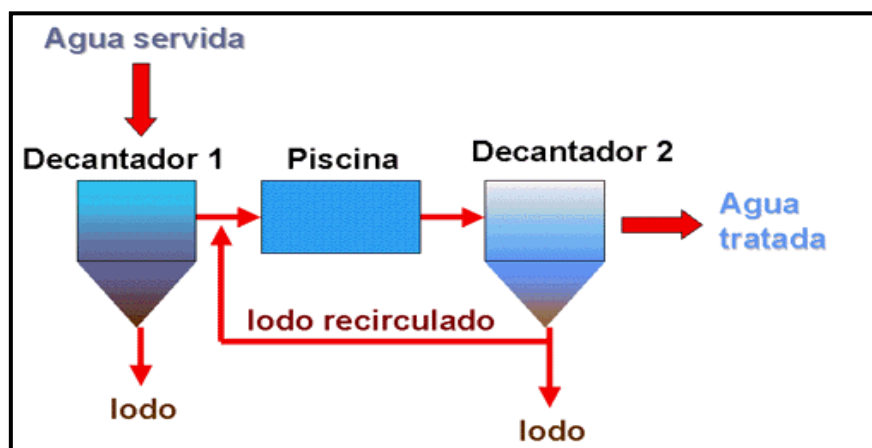 Agua servida
Decantador 1
Piscina
Decantador 2
Agua
tratada
lodo recirculado
lodo
lodo